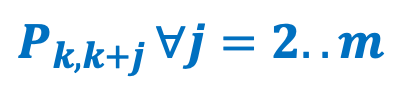 P_{k,k+j} ∀j = 2..m